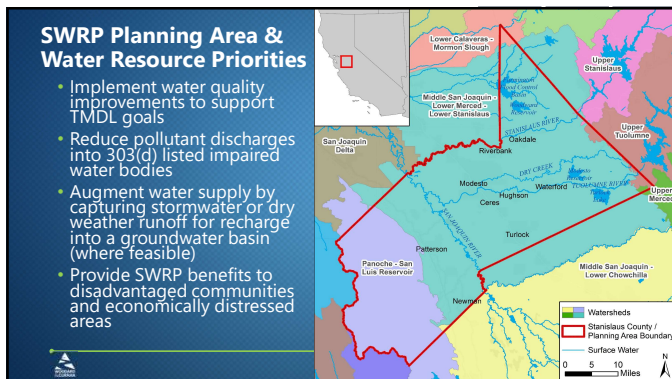 SWRP Planning Area &
Water Resource Priorities
• Implement water quality
improvements to support
TMDL goals
• Reduce pollutant discharges
into 303(d) listed impaired
water bodies
• Augment water supply by
capturing stormwater or dry
weather runoff for recharge
into a groundwater basin
(where feasible)
• Provide SWRP benefits to
disadvantaged communities
and economically distressed
areas
WOODARD
& CURRAN
Lower Calaveras -
Mormon Slough
Upper
Stanislaus
Middle San Joaquin -
Lower Merced -
Lower Stanislaus
STANISLAUS RIVER
Oakdale
Riverbank
Upper
Tuolumne
San Joaquin
Delta
DRY CREEK
Modesto
Reservoir
TUOLUMNE RIVER
Modesto
Waterford
Hughson
Ceres
Upper
Merced
SAN JOAQUIN RIVER
Turlock
Patterson
Panoche - San
Luis Reservoir
Middle San Joaquin -
Lower Chowchilla
Newman
Watersheds
Stanislaus County /
Planning Area Boundary
Surface Water
0 5 10
Miles
N